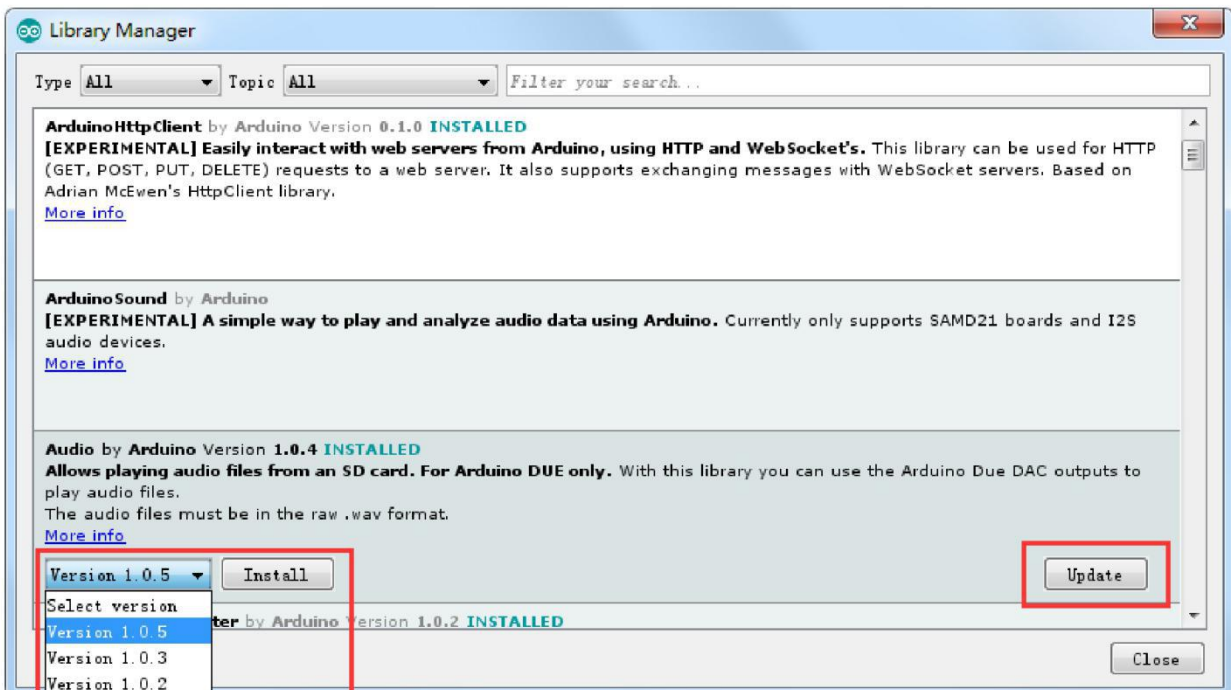 Library Manager
Type All Topic All Filter your search...
ArduinoHttpClient by Arduino Version 0.1.0 INSTALLED
[EXPERIMENTAL] Easily interact with web servers from Arduino, using HTTP and WebSocket's. This library can be used for HTTP
(GET, POST, PUT, DELETE) requests to a web server. It also supports exchanging messages with WebSocket servers. Based on
Adrian McEwen's HttpClient library.
More info
ArduinoSound by Arduino
[EXPERIMENTAL] A simple way to play and analyze audio data using Arduino. Currently only supports SAMD21 boards and I2S
audio devices.
More info
Audio by Arduino Version 1.0.4 INSTALLED
Allows playing audio files from an SD card. For Arduino DUE only. With this library you can use the Arduino Due DAC outputs to
play audio files.
The audio files must be in the raw .wav format.
More info
Version 1.0.5 Install Update
Select version
ter by Arduino Version 1.0.2 INSTALLED
Version 1.0.5
Version 1.0.3
Close
Version 1.0.2